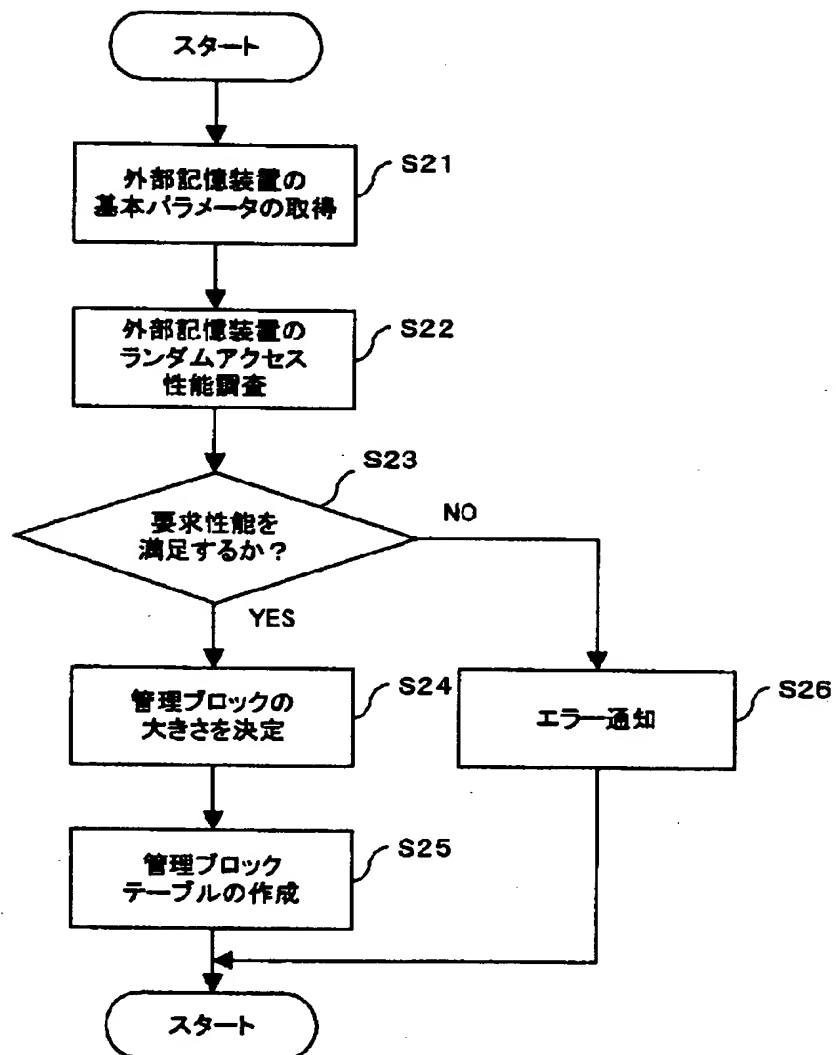 スタート
外部記憶装置の
基本パラメータの取得
S21
外部記憶装置の
ランダムアクセス
性能調査
S22
S23
要求性能を
満足するか?
NO
YES
管理ブロックの
大きさを決定
S24
エラー通知
S26
管理ブロック
テーブルの作成
S25
スタート